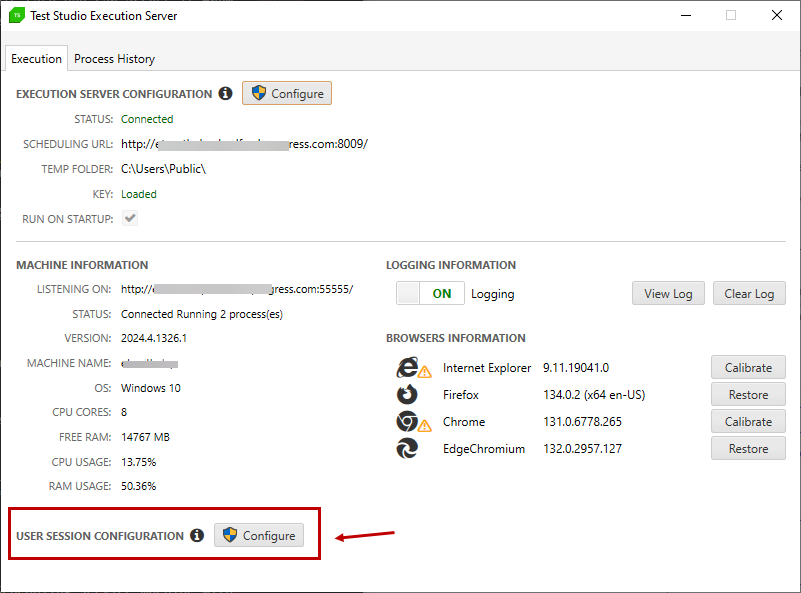 TS Test Studio Execution Server
Execution Process History
EXECUTION SERVER CONFIGURATION Configure
STATUS: Connected
SCHEDULING URL: ress.com:8009/
TEMP FOLDER: C:\Users\Public\
KEY: Loaded
RUN ON STARTUP:
MACHINE INFORMATION
LISTENING ON: gress.com:55555/
STATUS: Connected Running 2 process(es)
VERSION: 2024.4.1326.1
MACHINE NAME:
OS: Windows 10
CPU CORES: 8
FREE RAM: 14767 MB
CPU USAGE: 13.75%
RAM USAGE: 50.36%
LOGGING INFORMATION
ON Logging View Log Clear Log
BROWSERS INFORMATION
Internet Explorer 9.11.19041.0 Calibrate
Firefox 134.0.2 (x64 en-US) Restore
Chrome 131.0.6778.265 Calibrate
EdgeChromium 132.0.2957.127 Restore
USER SESSION CONFIGURATION Configure